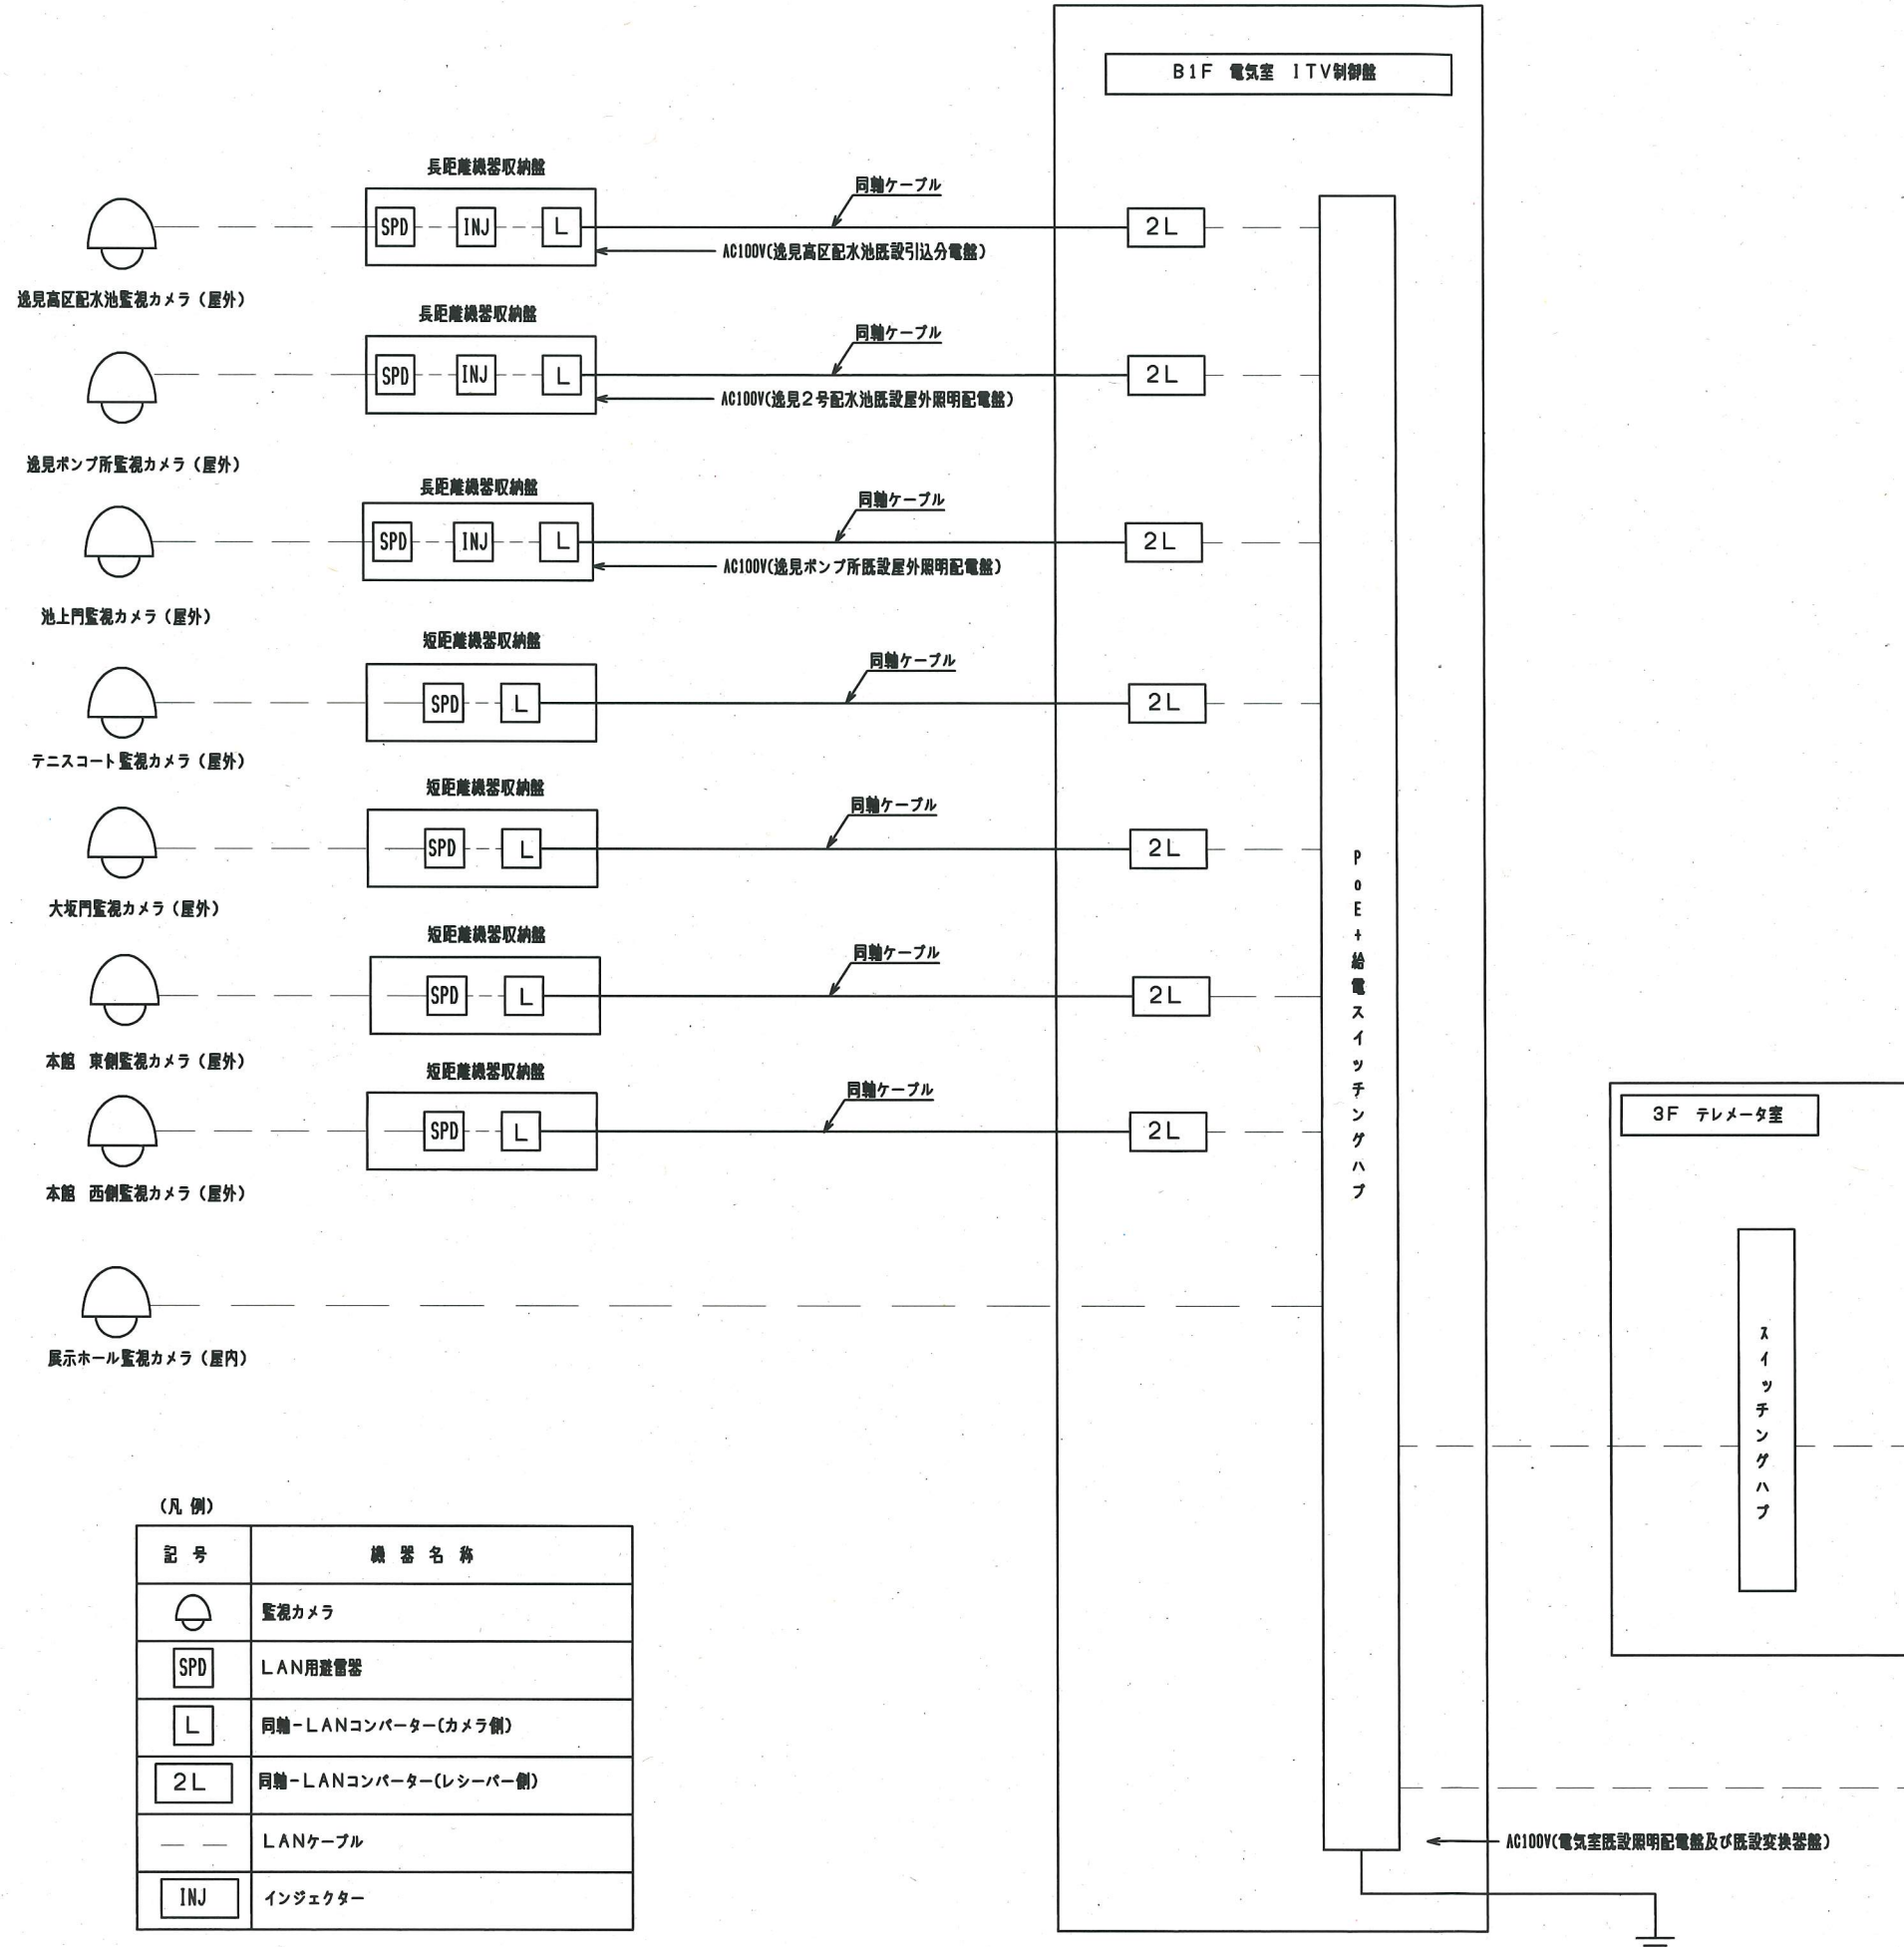 B1F 電気室 ITV制御盤
長距離機器収納盤
同軸ケーブル
SPD
INJ
L
2L
AC100V(逸見高区配水池既設引込分電盤)
逸見高区配水池監視カメラ(屋外)
長距離機器収納盤
同軸ケーブル
SPD
INJ
L
2L
AC100V(逸見2号配水池既設屋外照明配電盤)
逸見ポンプ所監視カメラ(屋外)
長距離機器収納盤
同軸ケーブル
SPD
INJ
L
2L
AC100V(逸見ポンプ所既設屋外照明配電盤)
池上門監視カメラ(屋外)
短距離機器収納盤
同軸ケーブル
SPD
L
2L
テニスコート監視カメラ(屋外)
短距離機器収納盤
同軸ケーブル
SPD
L
2L
大坂門監視カメラ(屋外)
短距離機器収納盤
同軸ケーブル
SPD
L
2L
本館 東側監視カメラ(屋外)
短距離機器収納盤
同軸ケーブル
SPD
L
2L
本館 西側監視カメラ(屋外)
展示ホール監視カメラ(屋内)
PoE+給電スイッチングハブ
3F テレメータ室
スイッチングハブ
AC100V(電気室既設照明配電盤及び既設変換器盤)
(凡例)
記号 機器名称
監視カメラ
SPD LAN用避雷器
L 同軸-LANコンバーター(カメラ側)
2L 同軸-LANコンバーター(レシーバー側)
LANケーブル
INJ インジェクター